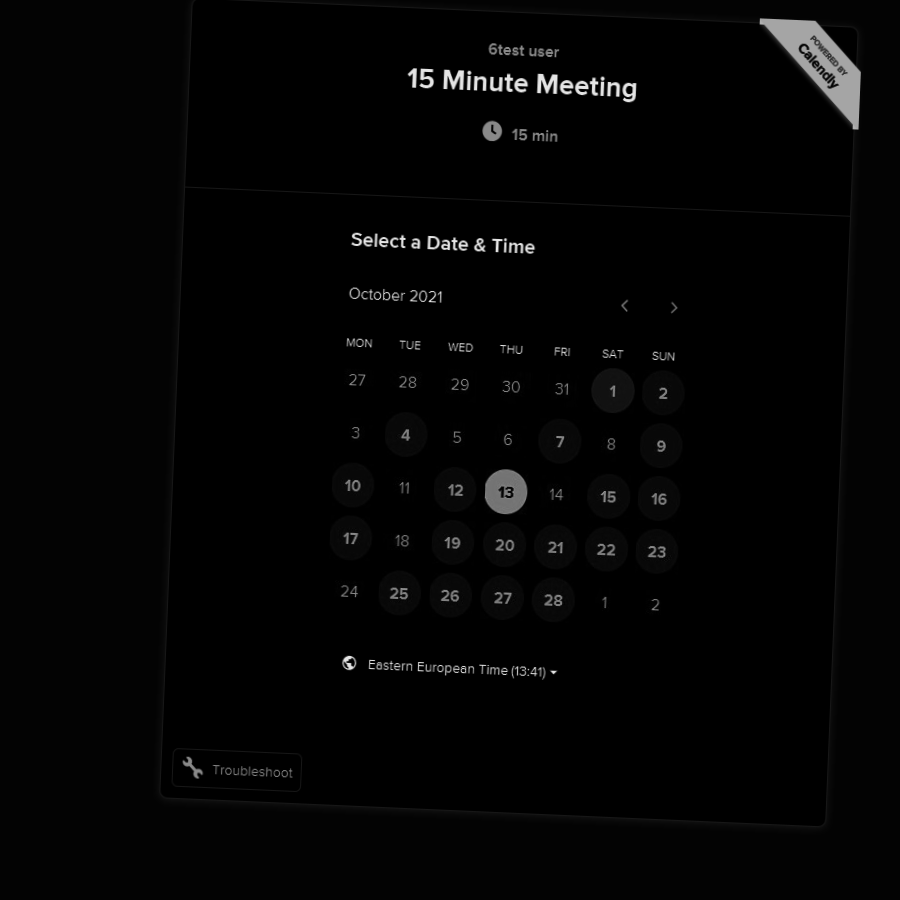 6test user
15 Minute Meeting
15 min
POWERED BY
Calendly
Select a Date & Time
October 2021
MON TUE WED THU FRI SAT SUN
27 28 29 30 31 1 2
3 4 5 6 7 8 9
10 11 12 13 14 15 16
17 18 19 20 21 22 23
24 25 26 27 28 1 2
Eastern European Time (13:41)
Troubleshoot